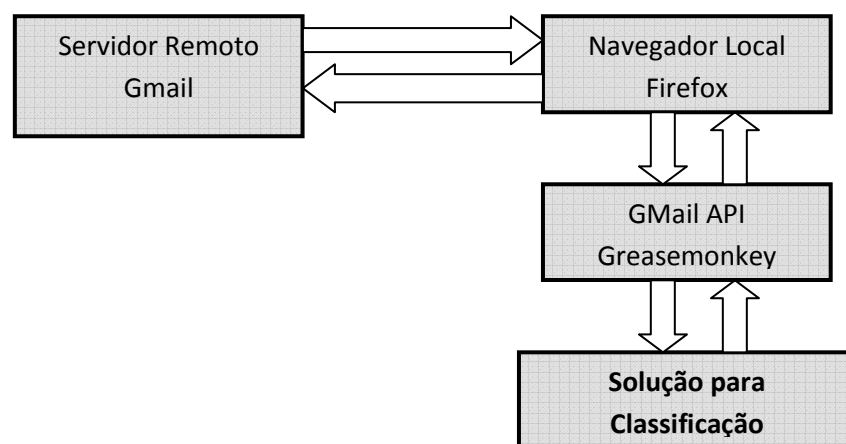 Servidor Remoto
Gmail
Navegador Local
Firefox
GMail API
Greasemonkey
Solução para
Classificação